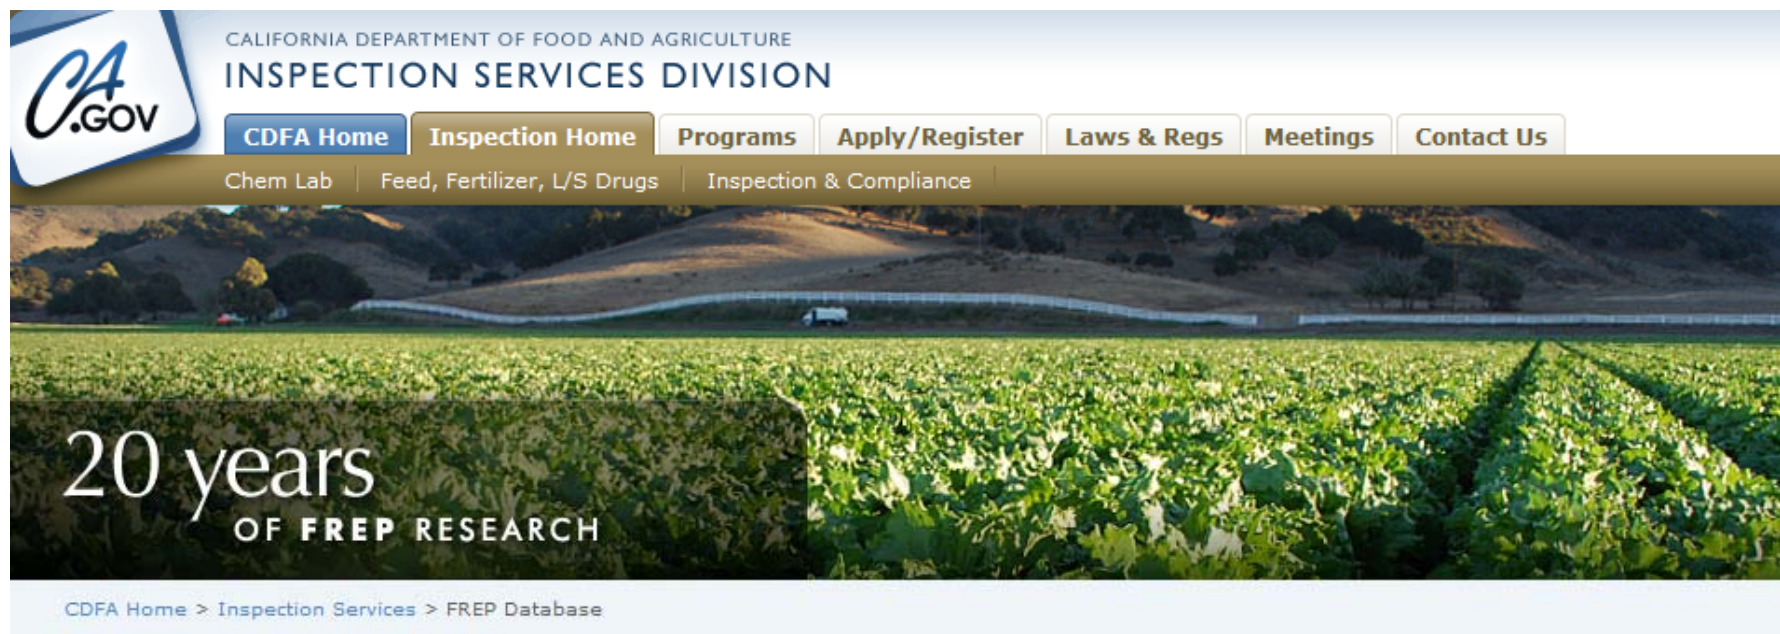 CA
.GOV
CALIFORNIA DEPARTMENT OF FOOD AND AGRICULTURE
INSPECTION SERVICES DIVISION
CDFA Home Inspection Home Programs Apply/Register Laws & Regs Meetings Contact Us
Chem Lab Feed, Fertilizer, L/S Drugs Inspection & Compliance
20 years
OF FREP RESEARCH
CDFA Home > Inspection Services > FREP Database